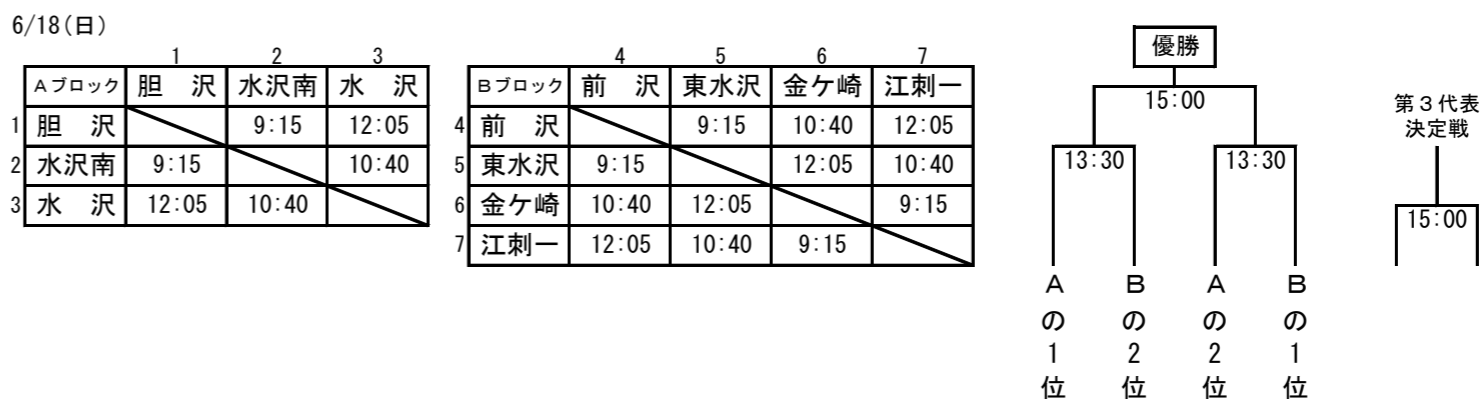 6/18(日)
1 2 3
Aブロック 胆 沢 水沢南 水 沢
1 胆 沢 9:15 12:05
2 水沢南 9:15 10:40
3 水 沢 12:05 10:40
4 5 6 7
Bブロック 前 沢 東水沢 金ケ崎 江刺一
4 前 沢 9:15 10:40 12:05
5 東水沢 9:15 12:05 10:40
6 金ケ崎 10:40 12:05 9:15
7 江刺一 12:05 10:40 9:15
優勝
15:00
13:30 13:30
Aの1位 Bの2位 Aの2位 Bの1位
第3代表
決定戦
15:00